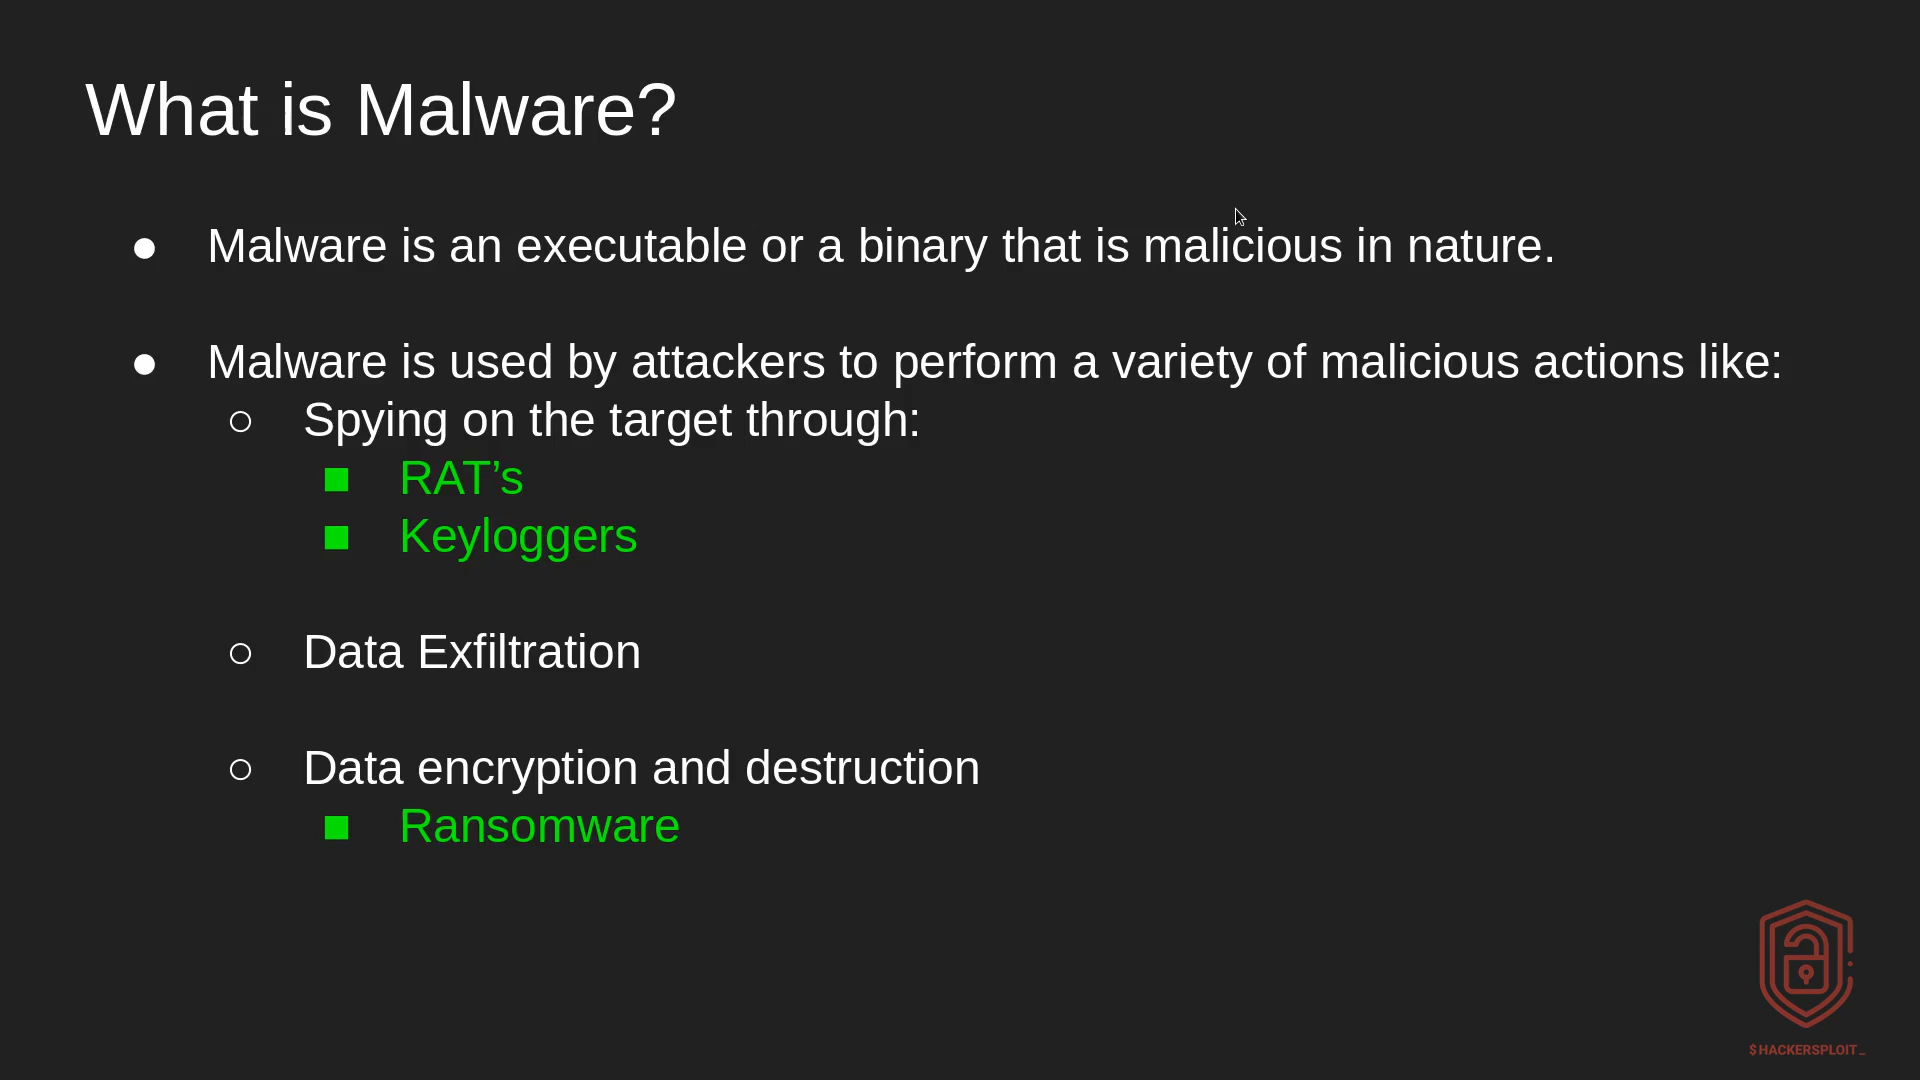 What is Malware?
● Malware is an executable or a binary that is malicious in nature.
● Malware is used by attackers to perform a variety of malicious actions like:
○ Spying on the target through:
■ RAT’s
■ Keyloggers
○ Data Exfiltration
○ Data encryption and destruction
■ Ransomware
$HACKERSPLOIT_